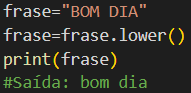 frase="BOM DIA"
frase=frase.lower()
print(frase)
#Saída: bom dia